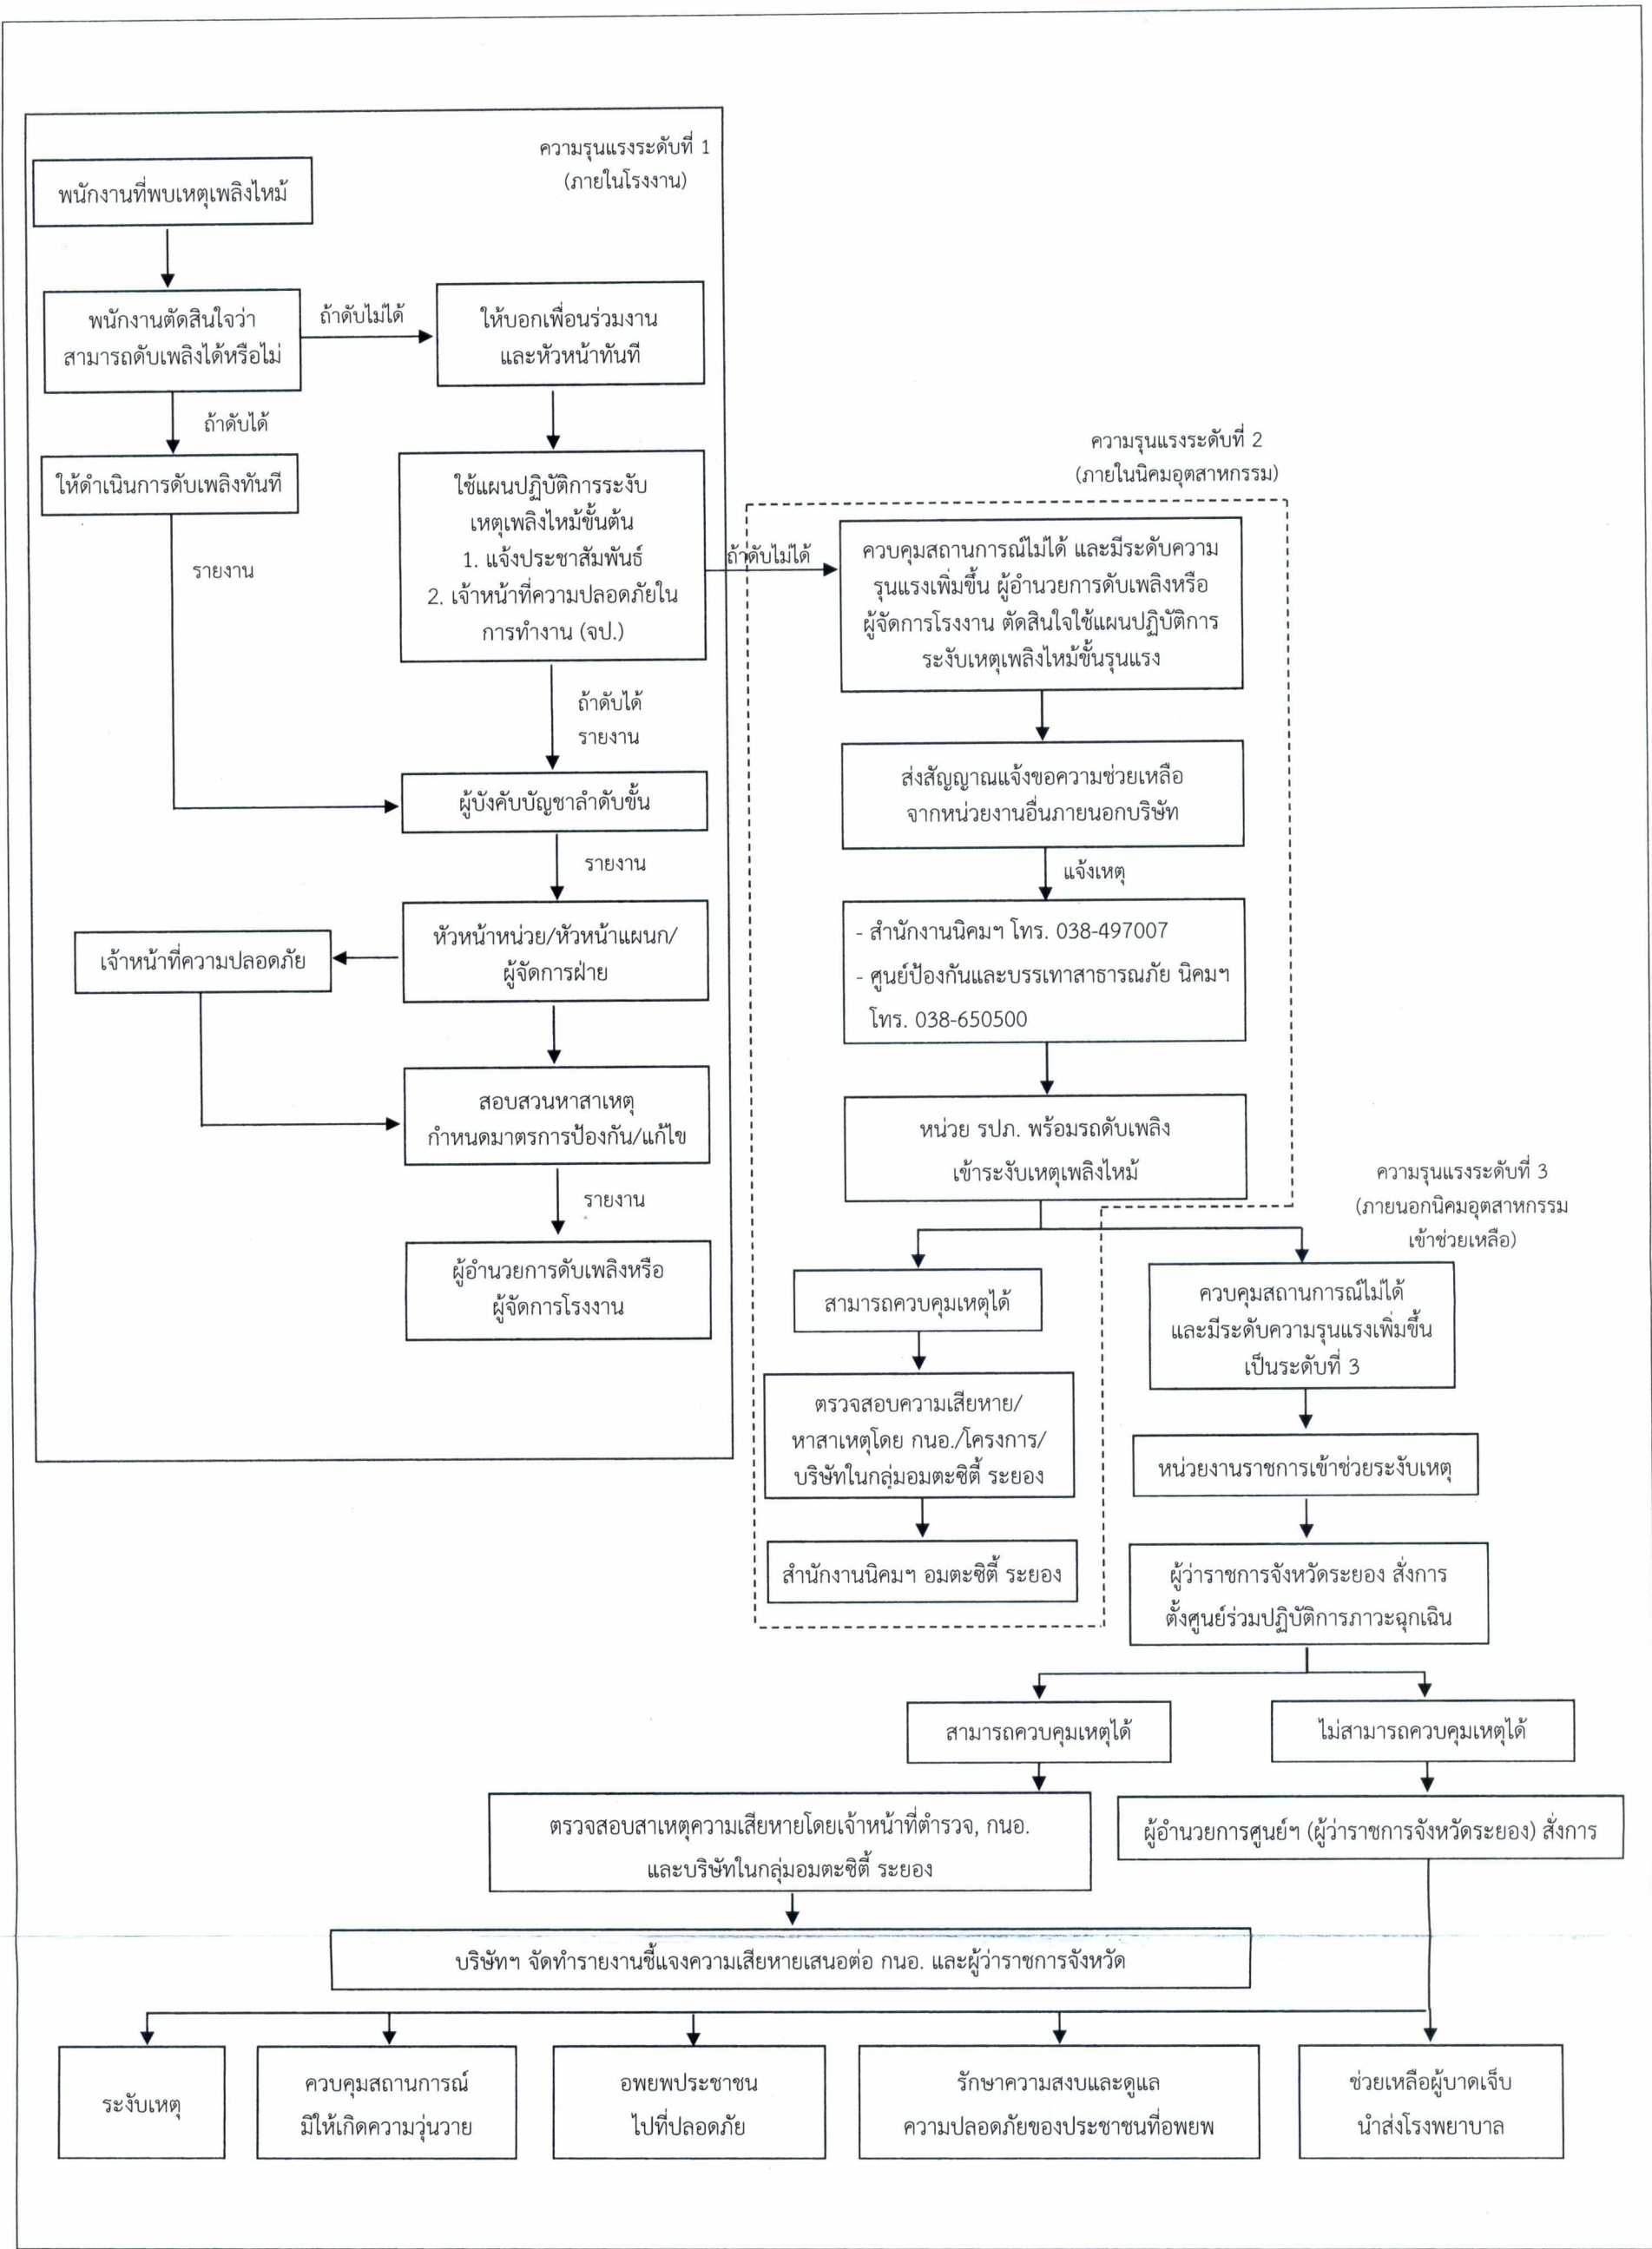 ความรุนแรงระดับที่ 1
(ภายในโรงงาน)
พนักงานที่พบเหตุเพลิงไหม้
พนักงานตัดสินใจว่า
สามารถดับเพลิงได้หรือไม่
ถ้าดับไม่ได้
ให้บอกเพื่อนร่วมงาน
และหัวหน้าทันที
ถ้าดับได้
ให้ดำเนินการดับเพลิงทันที
รายงาน
ใช้แผนปฏิบัติการระงับ
เหตุเพลิงไหม้ขั้นต้น
1. แจ้งประชาสัมพันธ์
2. เจ้าหน้าที่ความปลอดภัยใน
การทำงาน (จป.)
ถ้าดับไม่ได้
ถ้าดับได้
รายงาน
ผู้บังคับบัญชาลำดับชั้น
รายงาน
หัวหน้าหน่วย/หัวหน้าแผนก/
ผู้จัดการฝ่าย
เจ้าหน้าที่ความปลอดภัย
สอบสวนหาสาเหตุ
กำหนดมาตรการป้องกัน/แก้ไข
รายงาน
ผู้อำนวยการดับเพลิงหรือ
ผู้จัดการโรงงาน
ความรุนแรงระดับที่ 2
(ภายในนิคมอุตสาหกรรม)
ควบคุมสถานการณ์ไม่ได้ และมีระดับความ
รุนแรงเพิ่มขึ้น ผู้อำนวยการดับเพลิงหรือ
ผู้จัดการโรงงาน ตัดสินใจใช้แผนปฏิบัติการ
ระงับเหตุเพลิงไหม้ขั้นรุนแรง
ส่งสัญญาณแจ้งขอความช่วยเหลือ
จากหน่วยงานอื่นภายนอกบริษัท
แจ้งเหตุ
- สำนักงานนิคมฯ โทร. 038-497007
- ศูนย์ป้องกันและบรรเทาสาธารณภัย นิคมฯ
โทร. 038-650500
หน่วย รปภ. พร้อมรถดับเพลิง
เข้าระงับเหตุเพลิงไหม้
สามารถควบคุมเหตุได้
ตรวจสอบความเสียหาย/
หาสาเหตุโดย กนอ./โครงการ/
บริษัทในกลุ่มอมตะซิตี้ ระยอง
สำนักงานนิคมฯ อมตะซิตี้ ระยอง
ความรุนแรงระดับที่ 3
(ภายนอกนิคมอุตสาหกรรม
เข้าช่วยเหลือ)
ควบคุมสถานการณ์ไม่ได้
และมีระดับความรุนแรงเพิ่มขึ้น
เป็นระดับที่ 3
หน่วยงานราชการเข้าช่วยระงับเหตุ
ผู้ว่าราชการจังหวัดระยอง สั่งการ
ตั้งศูนย์ร่วมปฏิบัติการภาวะฉุกเฉิน
สามารถควบคุมเหตุได้
ไม่สามารถควบคุมเหตุได้
ตรวจสอบสาเหตุความเสียหายโดยเจ้าหน้าที่ตำรวจ, กนอ.
และบริษัทในกลุ่มอมตะซิตี้ ระยอง
ผู้อำนวยการศูนย์ฯ (ผู้ว่าราชการจังหวัดระยอง) สั่งการ
บริษัทฯ จัดทำรายงานชี้แจงความเสียหายเสนอต่อ กนอ. และผู้ว่าราชการจังหวัด
ระงับเหตุ
ควบคุมสถานการณ์
มิให้เกิดความวุ่นวาย
อพยพประชาชน
ไปที่ปลอดภัย
รักษาความสงบและดูแล
ความปลอดภัยของประชาชนที่อพยพ
ช่วยเหลือผู้บาดเจ็บ
นำส่งโรงพยาบาล